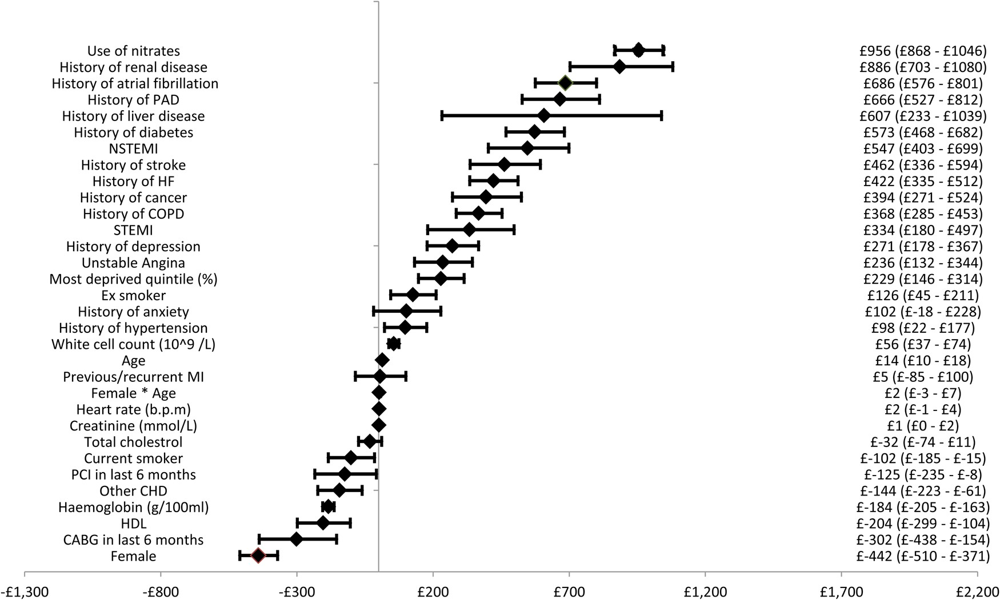 Use of nitrates £956 (£868 - £1046)
History of renal disease £886 (£703 - £1080)
History of atrial fibrillation £686 (£576 - £801)
History of PAD £666 (£527 - £812)
History of liver disease £607 (£233 - £1039)
History of diabetes £573 (£468 - £682)
NSTEMI £547 (£403 - £699)
History of stroke £462 (£336 - £594)
History of HF £422 (£335 - £512)
History of cancer £394 (£271 - £524)
History of COPD £368 (£285 - £453)
STEMI £334 (£180 - £497)
History of depression £271 (£178 - £367)
Unstable Angina £236 (£132 - £344)
Most deprived quintile (%) £229 (£146 - £314)
Ex smoker £126 (£45 - £211)
History of anxiety £102 (£-18 - £228)
History of hypertension £98 (£22 - £177)
White cell count (10^9 /L) £56 (£37 - £74)
Age £14 (£10 - £18)
Previous/recurrent MI £5 (£-85 - £100)
Female * Age £2 (£-3 - £7)
Heart rate (b.p.m) £2 (£-1 - £4)
Creatinine (mmol/L) £1 (£0 - £2)
Total cholestrol £-32 (£-74 - £11)
Current smoker £-102 (£-185 - £-15)
PCI in last 6 months £-125 (£-235 - £-8)
Other CHD £-144 (£-223 - £-61)
Haemoglobin (g/100ml) £-184 (£-205 - £-163)
HDL £-204 (£-299 - £-104)
CABG in last 6 months £-302 (£-438 - £-154)
Female £-442 (£-510 - £-371)
-£1,300 -£800 -£300 £200 £700 £1,200 £1,700 £2,200